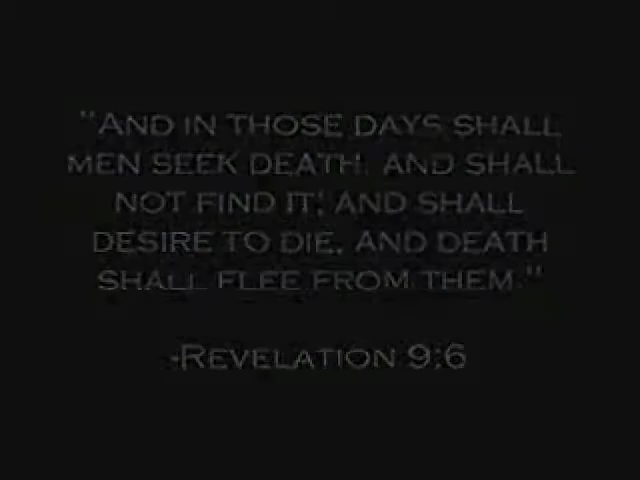 "AND IN THOSE DAYS SHALL
MEN SEEK DEATH, AND SHALL
NOT FIND IT; AND SHALL
DESIRE TO DIE, AND DEATH
SHALL FLEE FROM THEM."
-REVELATION 9:6